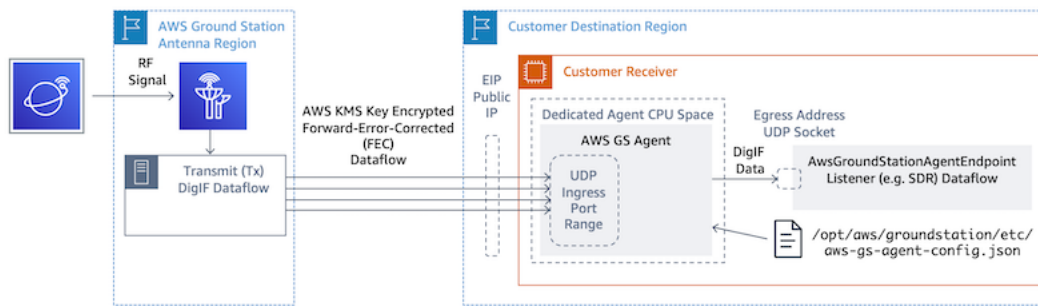 AWS Ground Station
Antenna Region
RF
Signal
Transmit (Tx)
DigIF Dataflow
AWS KMS Key Encrypted
Forward-Error-Corrected
(FEC)
Dataflow
Customer Destination Region
EIP
Public
IP
Customer Receiver
Dedicated Agent CPU Space
AWS GS Agent
UDP
Ingress
Port
Range
Egress Address
UDP Socket
DigIF
Data
AwsGroundStationAgentEndpoint
Listener (e.g. SDR) Dataflow
/opt/aws/groundstation/etc/
aws-gs-agent-config.json